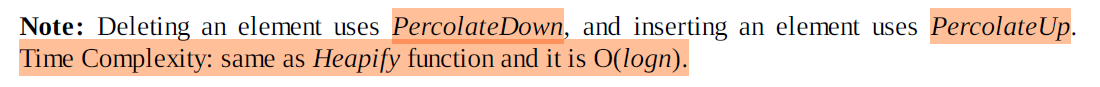 Note: Deleting an element uses PercolateDown, and inserting an element uses PercolateUp.
Time Complexity: same as Heapify function and it is O(logn).